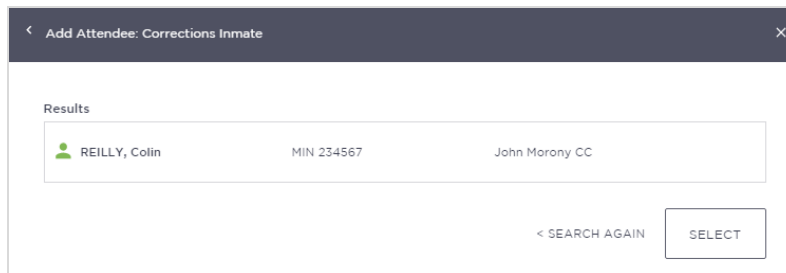 < Add Attendee: Corrections Inmate ×
Results
REILLY, Colin MIN 234567 John Morony CC
< SEARCH AGAIN SELECT